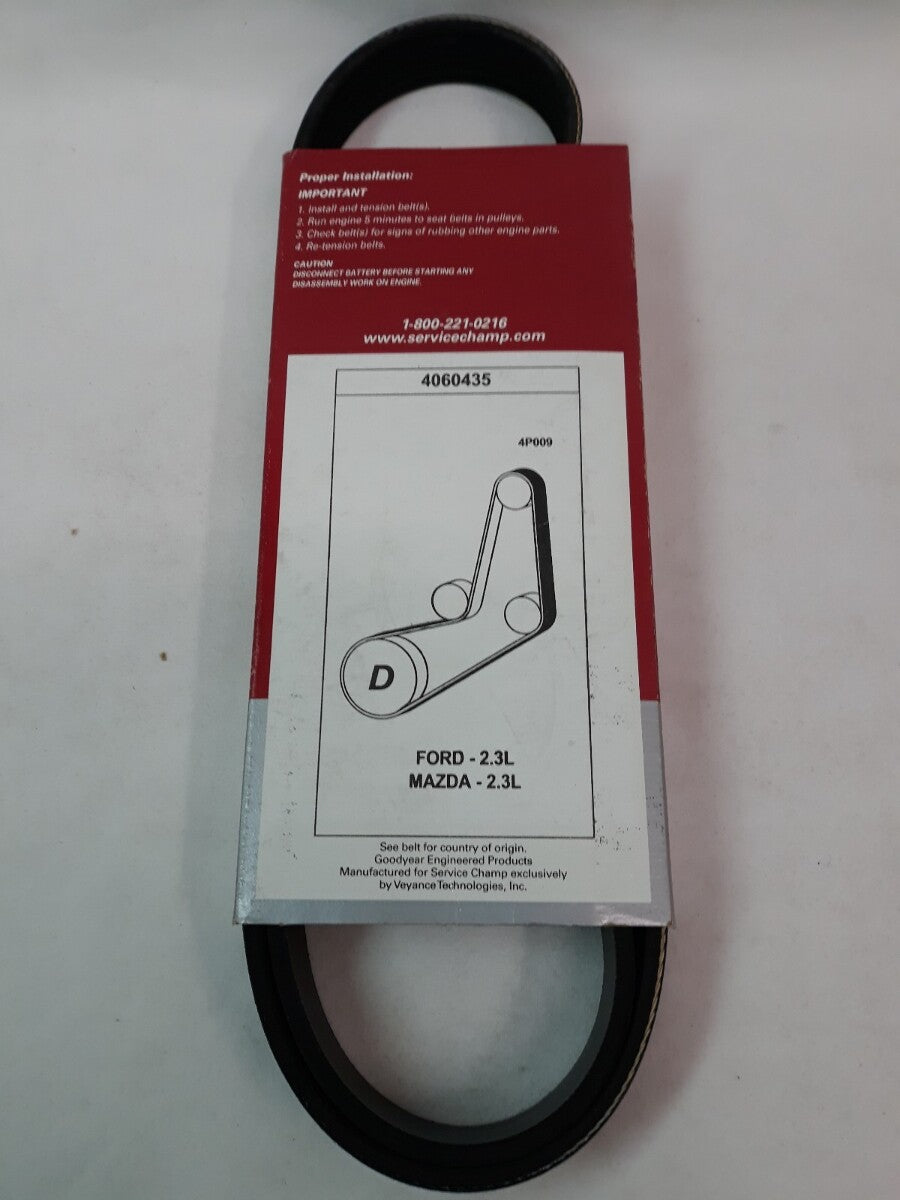 Proper Installation:
IMPORTANT
1. Install and tension belt(s).
2. Run engine 5 minutes to seat belts in pulleys.
3. Check belt(s) for signs of rubbing other engine parts.
4. Re-tension belts.
CAUTION
DISCONNECT BATTERY BEFORE STARTING ANY
DISASSEMBLY WORK ON ENGINE.
1-800-221-0216
www.servicechamp.com
4060435
4P009
D
FORD - 2.3L
MAZDA - 2.3L
See belt for country of origin.
Goodyear Engineered Products
Manufactured for Service Champ exclusively
by Veyance Technologies, Inc.